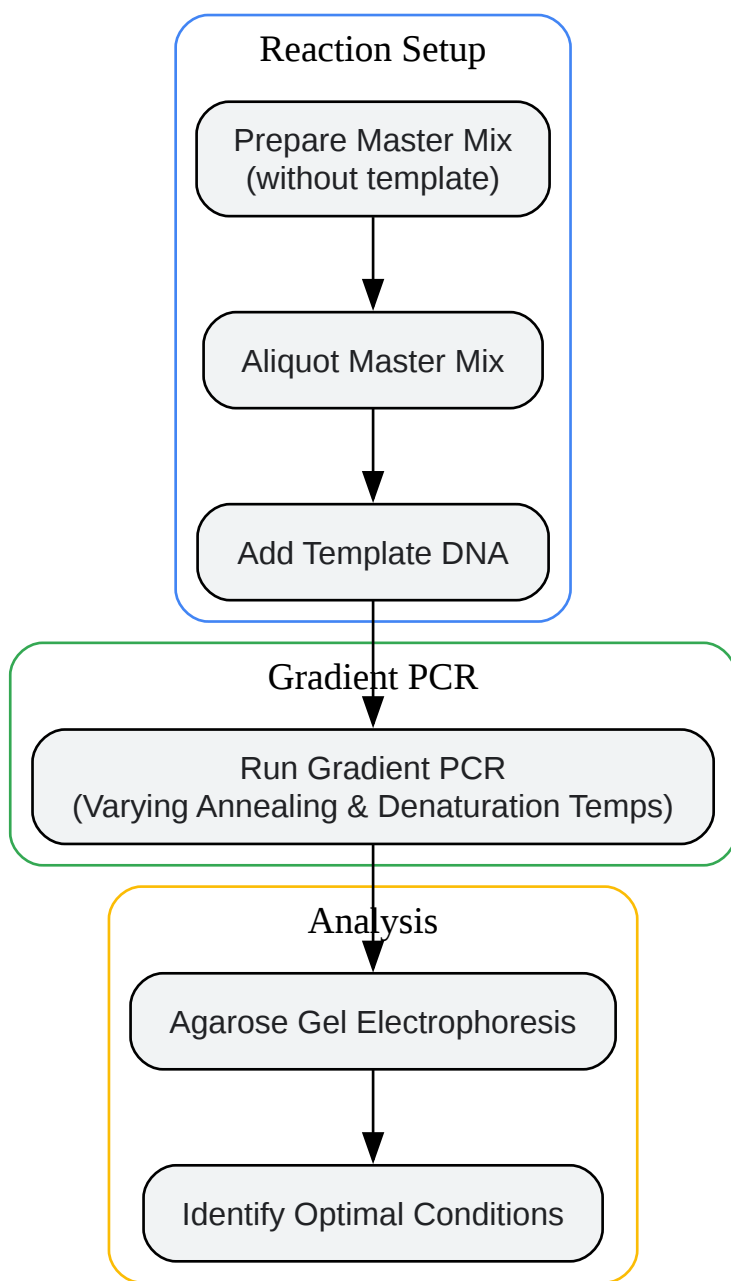 Reaction Setup
Prepare Master Mix
(without template)
Aliquot Master Mix
Add Template DNA
Gradient PCR
Run Gradient PCR
(Varying Annealing & Denaturation Temps)
Analysis
Agarose Gel Electrophoresis
Identify Optimal Conditions